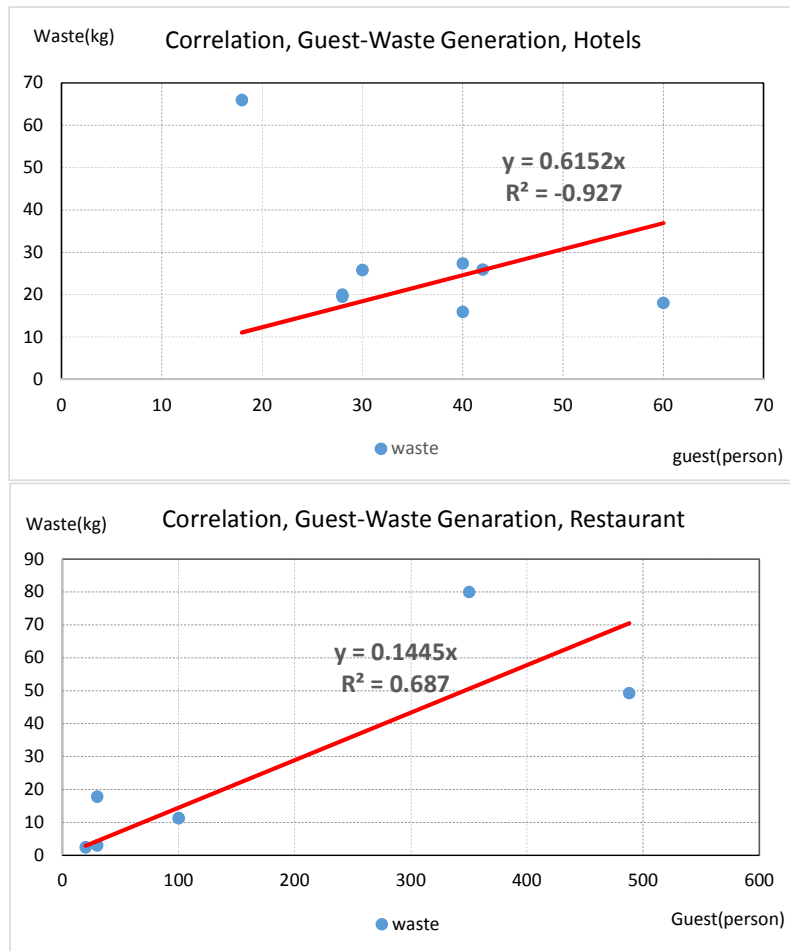 Waste(kg)
Correlation, Guest-Waste Generation, Hotels
70
60
50
40
30
20
10
0
y = 0.6152x
R² = -0.927
0 10 20 30 40 50 60 70
waste
guest(person)
Waste(kg)
Correlation, Guest-Waste Genaration, Restaurant
90
80
70
60
50
40
30
20
10
0
y = 0.1445x
R² = 0.687
0 100 200 300 400 500 600
waste
Guest(person)